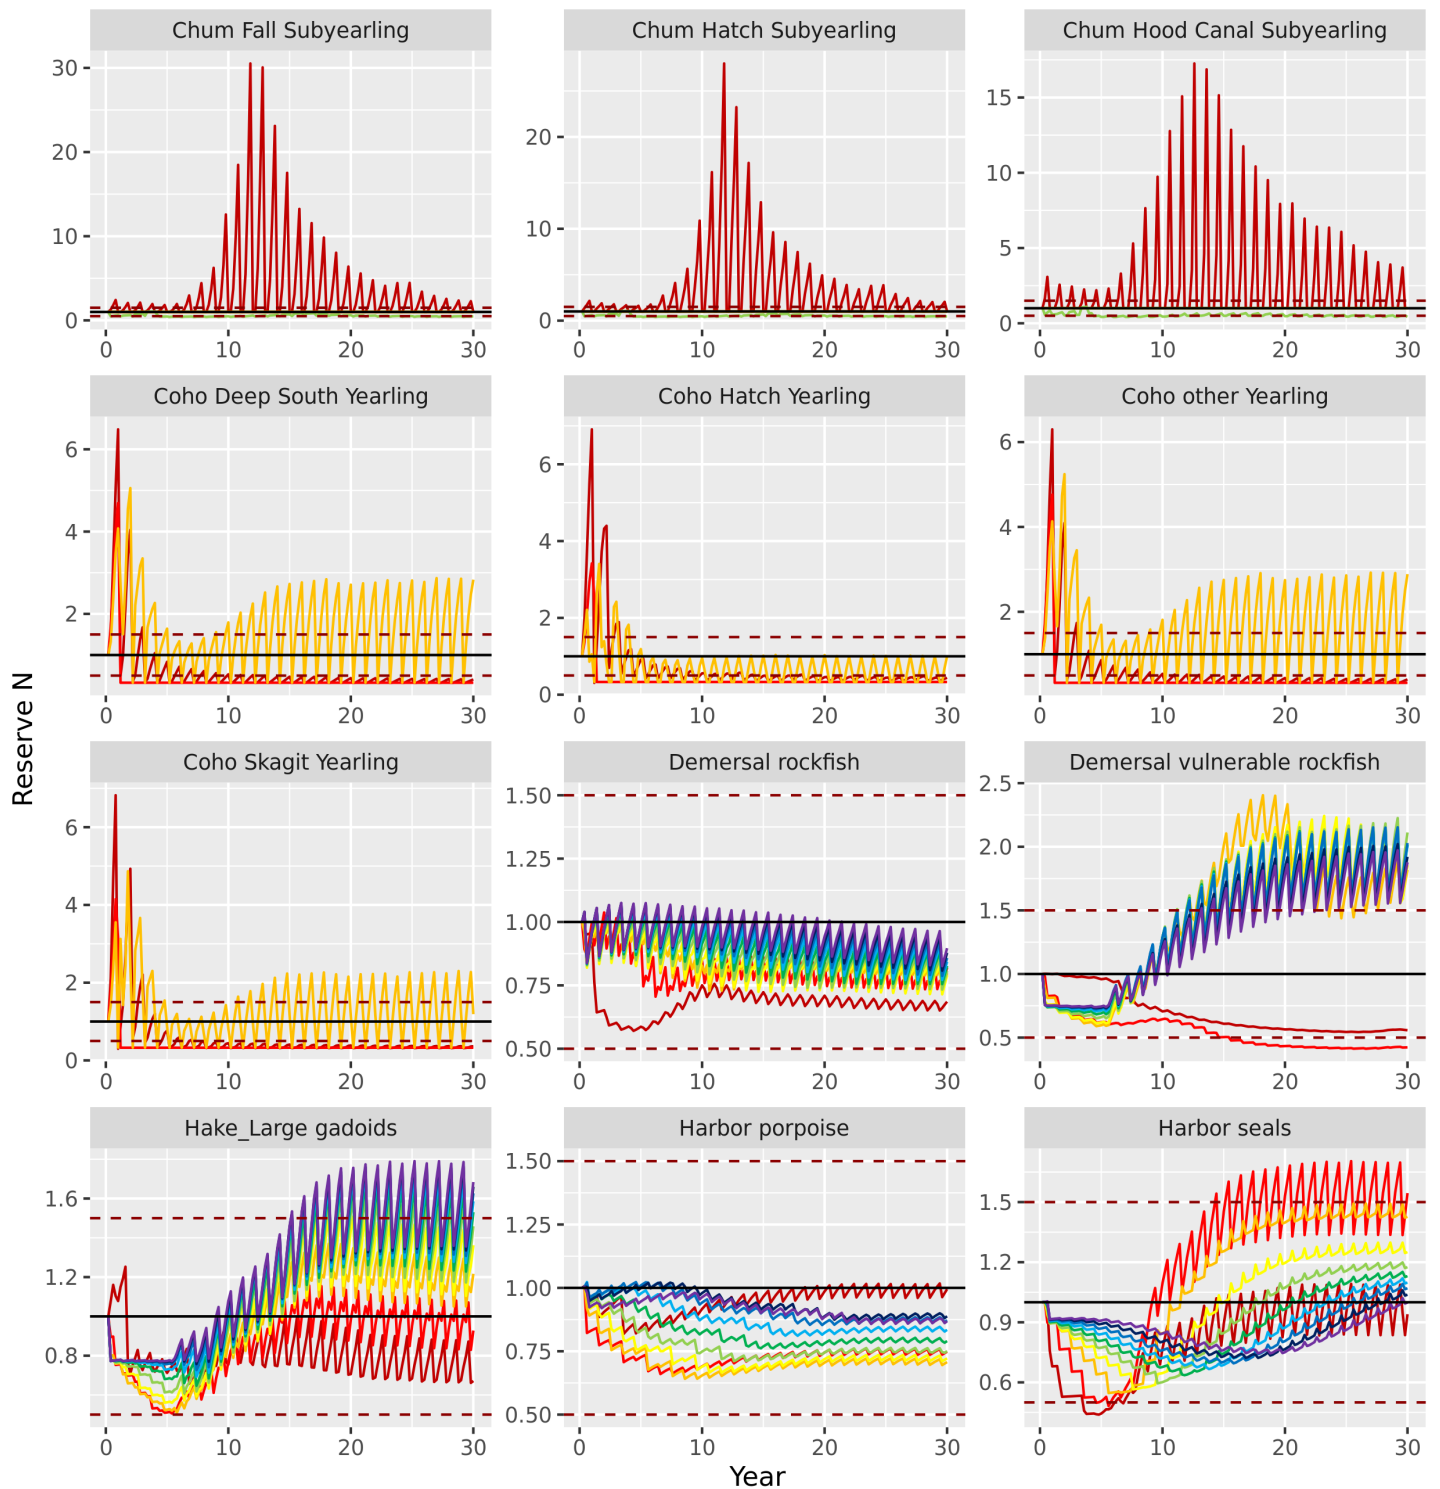 Chum Fall Subyearling
Chum Hatch Subyearling
Chum Hood Canal Subyearling
30
20
10
0
20
10
0
15
10
5
0
0 10 20 30
0 10 20 30
0 10 20 30
Coho Deep South Yearling
Coho Hatch Yearling
Coho other Yearling
6
4
2
6
4
2
0
6
4
2
0 10 20 30
0 10 20 30
0 10 20 30
Reserve N
Coho Skagit Yearling
Demersal rockfish
Demersal vulnerable rockfish
6
4
2
0
1.50
1.25
1.00
0.75
0.50
2.5
2.0
1.5
1.0
0.5
0 10 20 30
0 10 20 30
0 10 20 30
Hake_Large gadoids
Harbor porpoise
Harbor seals
1.6
1.2
0.8
1.50
1.25
1.00
0.75
0.50
1.5
1.2
0.9
0.6
0 10 20 30
0 10 20 30
0 10 20 30
Year